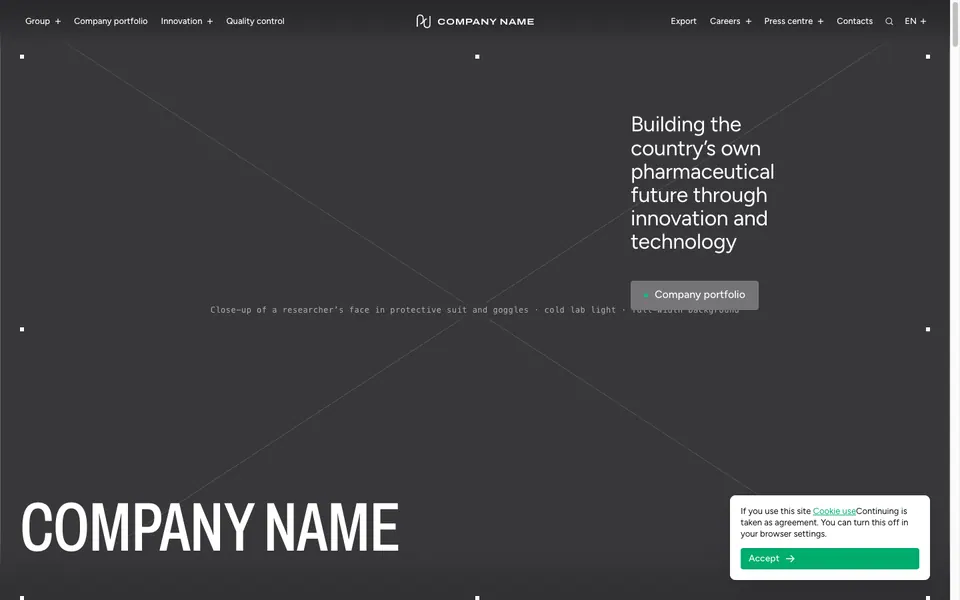 Group +
Company portfolio
Innovation +
Quality control
COMPANY NAME
Export
Careers +
Press centre +
Contacts
EN +
Building the
country’s own
pharmaceutical
future through
innovation and
technology
Company portfolio
Close-up of a researcher's face in protective suit and goggles · cold lab light · full-width background
COMPANY NAME
If you use this site Cookie useContinuing is
taken as agreement. You can turn this off in
your browser settings.
Accept →